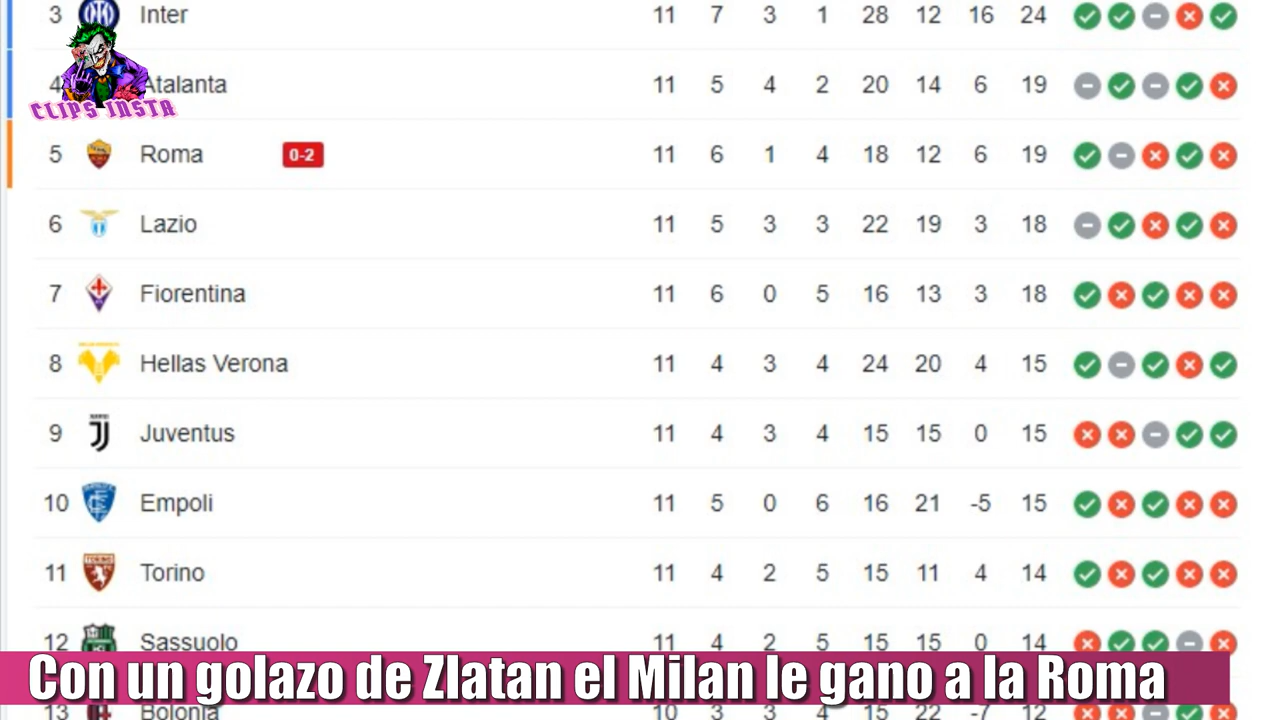 3 Inter 11 7 3 1 28 12 16 24
4 Atalanta 11 5 4 2 20 14 6 19
CLIPS INSTA
5 Roma 0-2 11 6 1 4 18 12 6 19
6 Lazio 11 5 3 3 22 19 3 18
7 Fiorentina 11 6 0 5 16 13 3 18
8 Hellas Verona 11 4 3 4 24 20 4 15
9 Juventus 11 4 3 4 15 15 0 15
10 Empoli 11 5 0 6 16 21 -5 15
11 Torino 11 4 2 5 15 11 4 14
12 Sassuolo 11 4 2 5 15 15 0 14
Con un golazo de Zlatan el Milan le gano a la Roma
13 Bolonia 10 3 3 4 15 22 -7 12